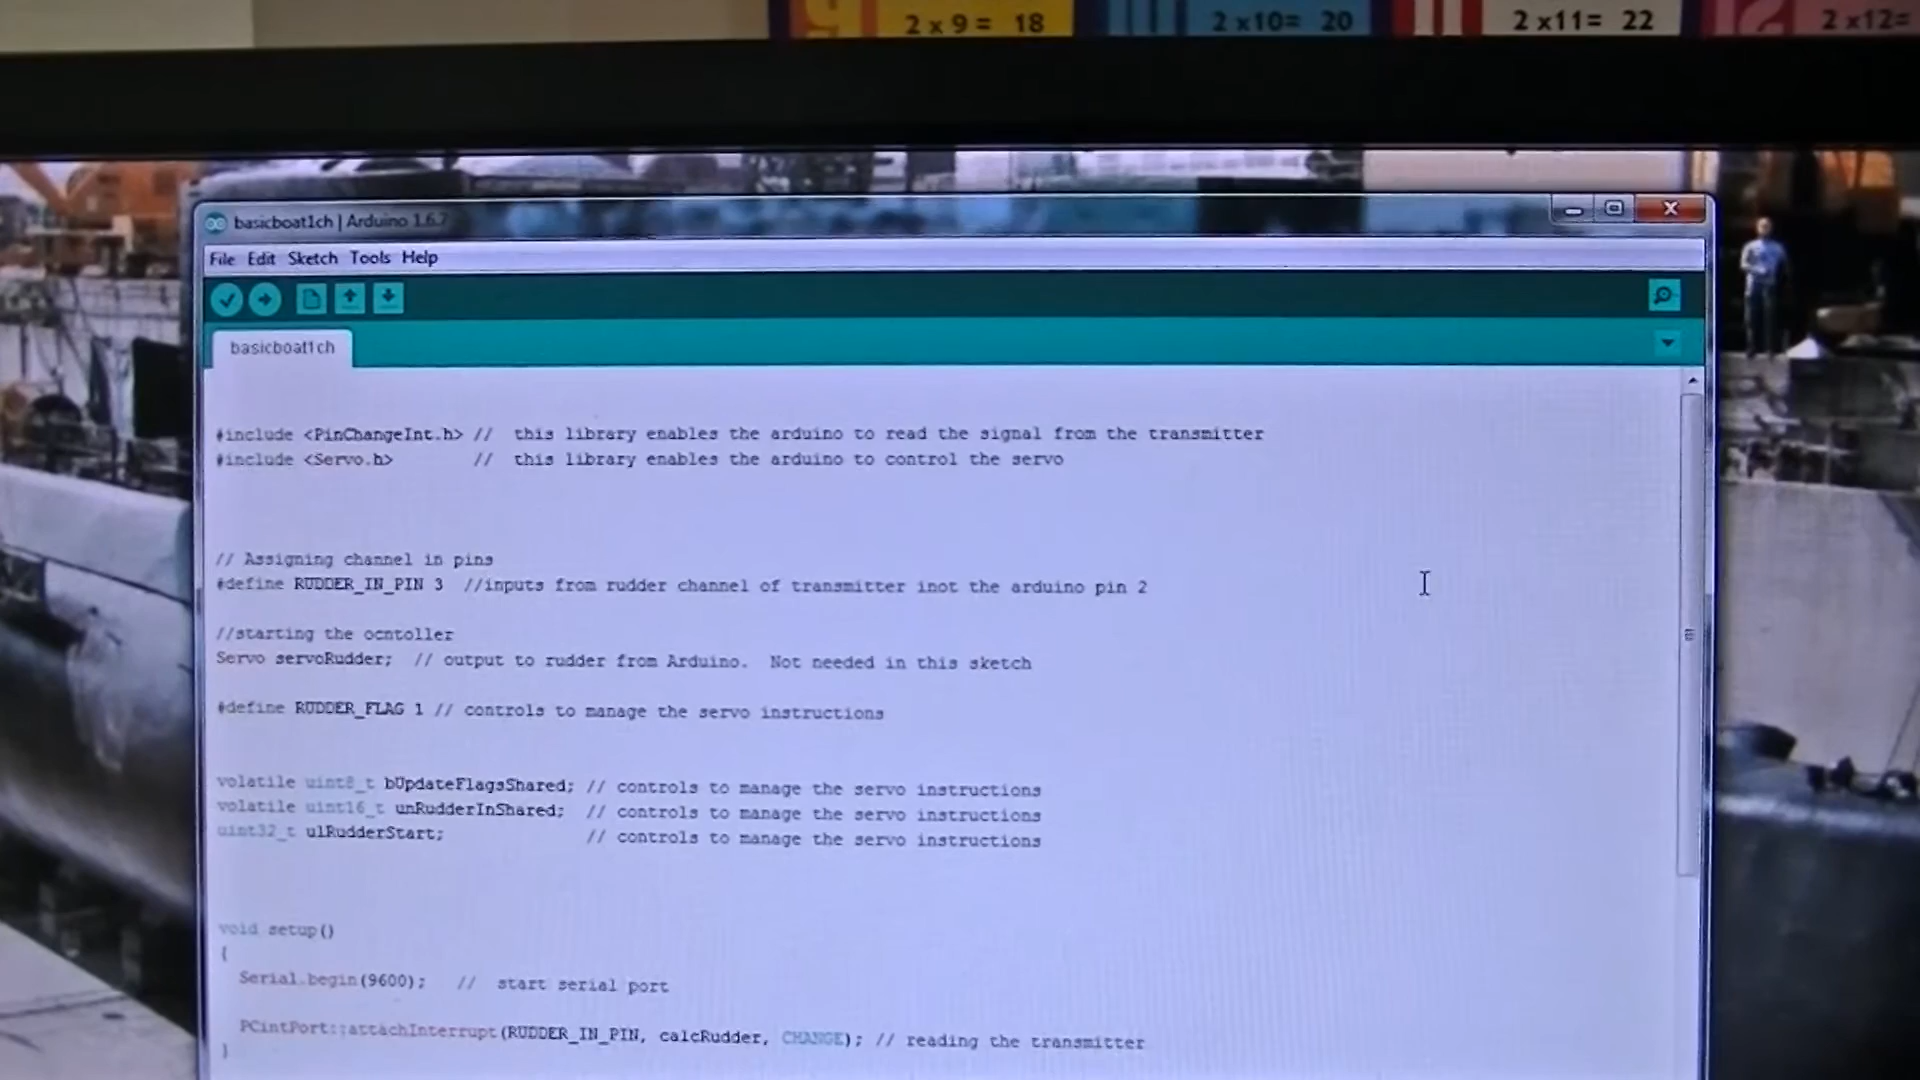 2 x 9 = 18
2 x10= 20
2 x11= 22
2 x12=
basicboat1ch | Arduino 1.6.7
File Edit Sketch Tools Help
basicboat1ch
#include <PinChangeInt.h> // this library enables the arduino to read the signal from the transmitter
#include <Servo.h> // this library enables the arduino to control the servo
// Assigning channel in pins
#define RUDDER_IN_PIN 3 //inputs from rudder channel of transmitter inot the arduino pin 2
//starting the ocntoller
Servo servoRudder; // output to rudder from Arduino. Not needed in this sketch
#define RUDDER_FLAG 1 // controls to manage the servo instructions
volatile uint8_t bUpdateFlagsShared; // controls to manage the servo instructions
volatile uint16_t unRudderInShared; // controls to manage the servo instructions
uint32_t ulRudderStart; // controls to manage the servo instructions
void setup()
{
Serial.begin(9600); // start serial port
PCintPort::attachInterrupt(RUDDER_IN_PIN, calcRudder, CHANGE); // reading the transmitter
}